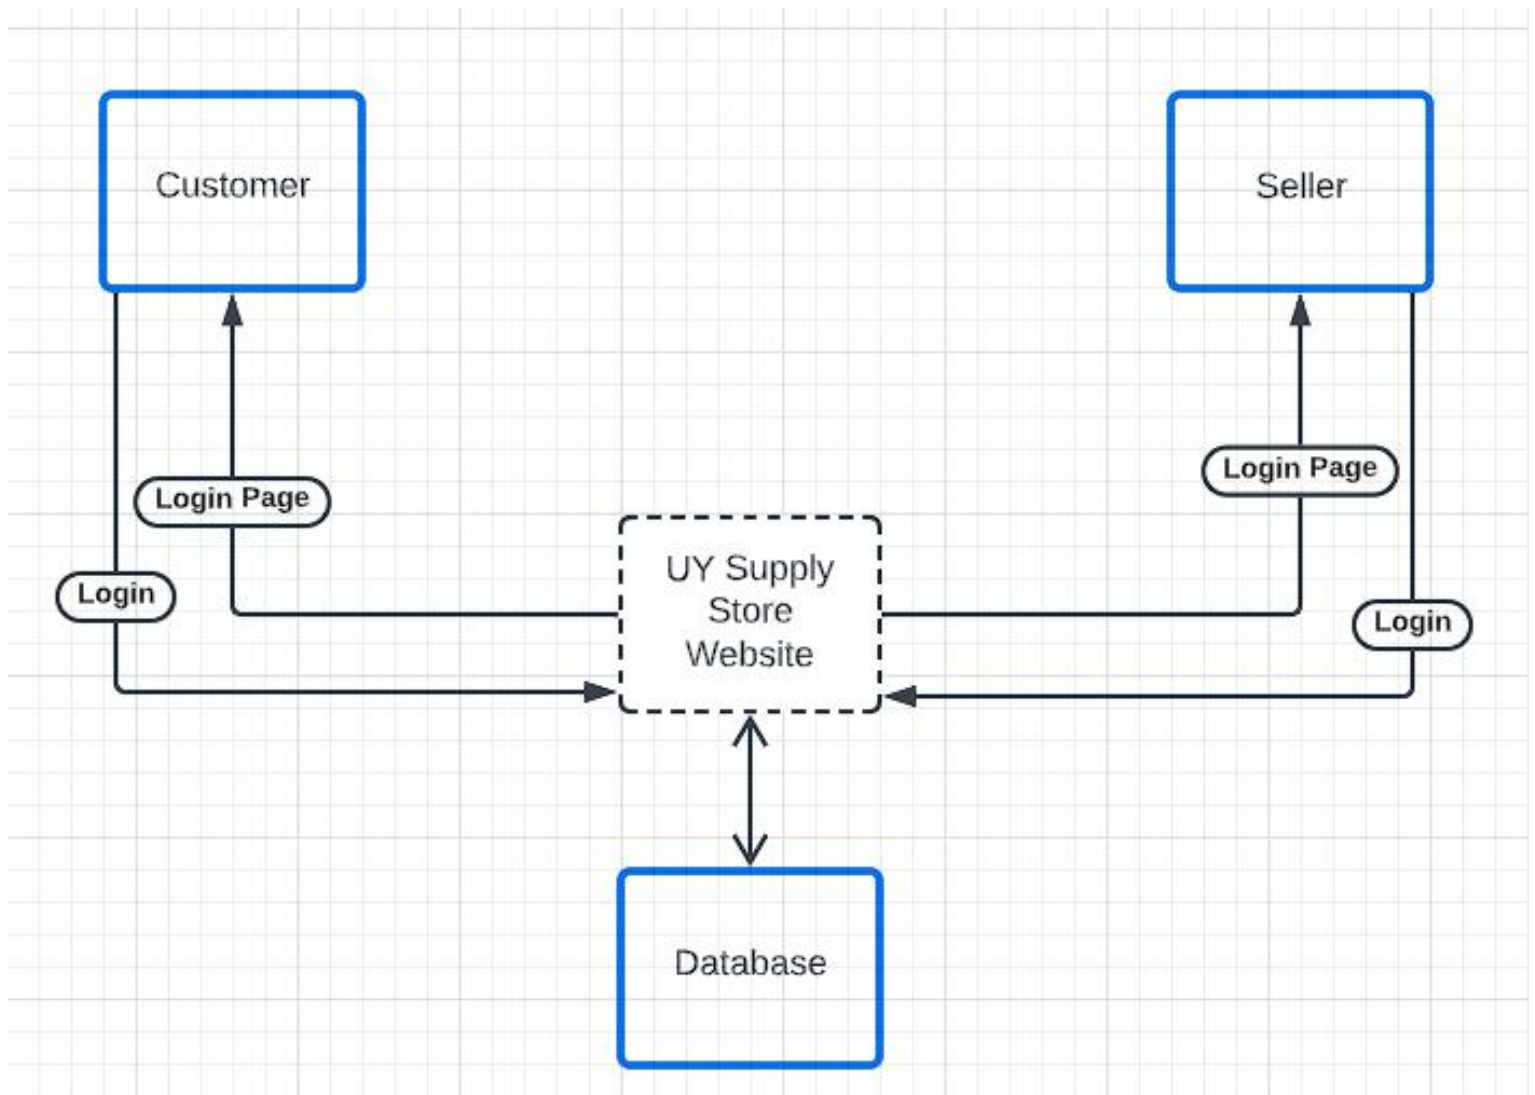 Customer
Seller
Login Page
Login Page
UY Supply
Store
Website
Login
Login
Database